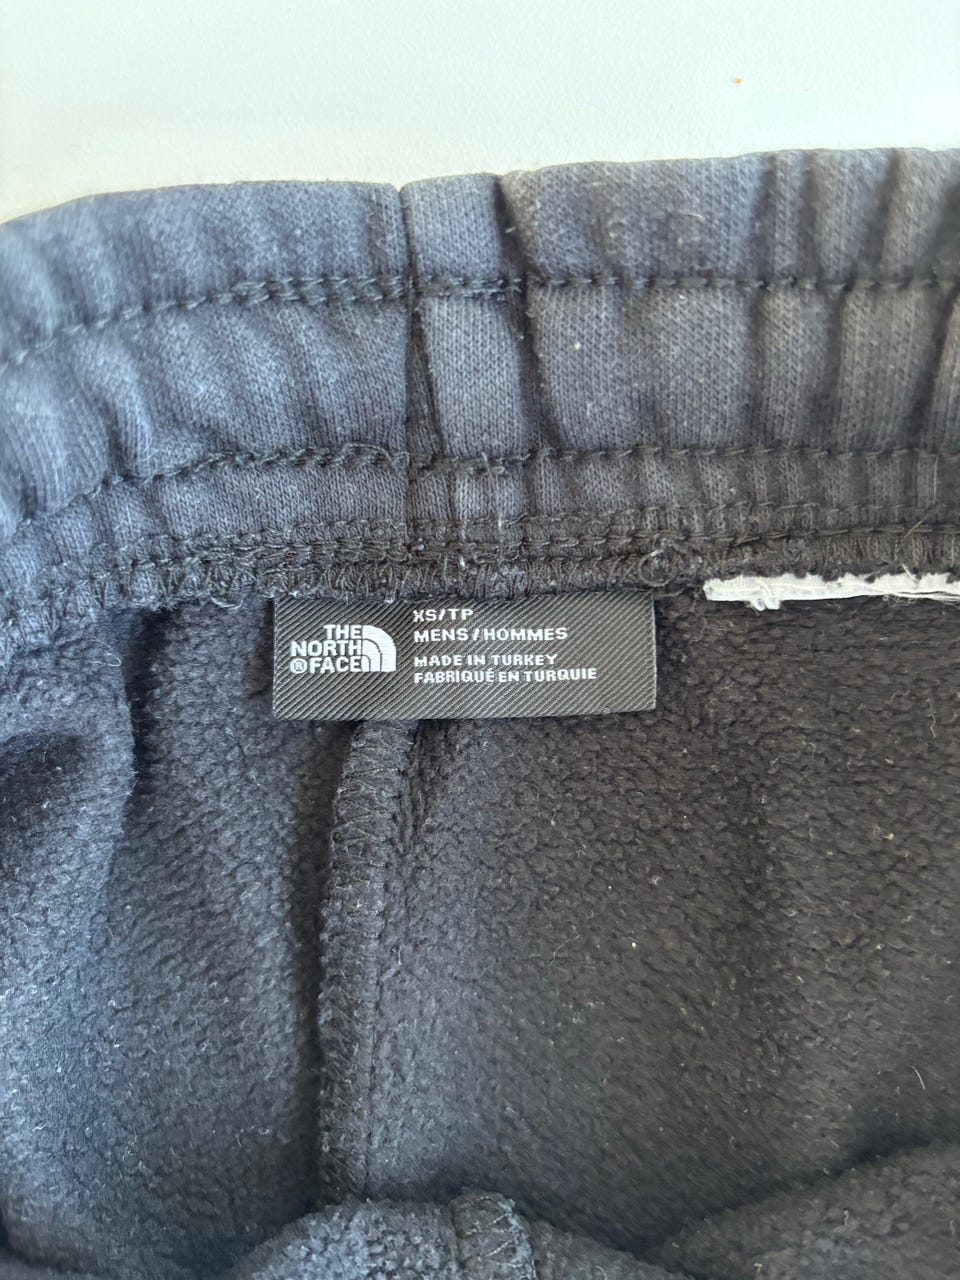 THE
NORTH
®FACE
XS/TP
MENS/HOMMES
MADE IN TURKEY
FABRIQUÉ EN TURQUIE